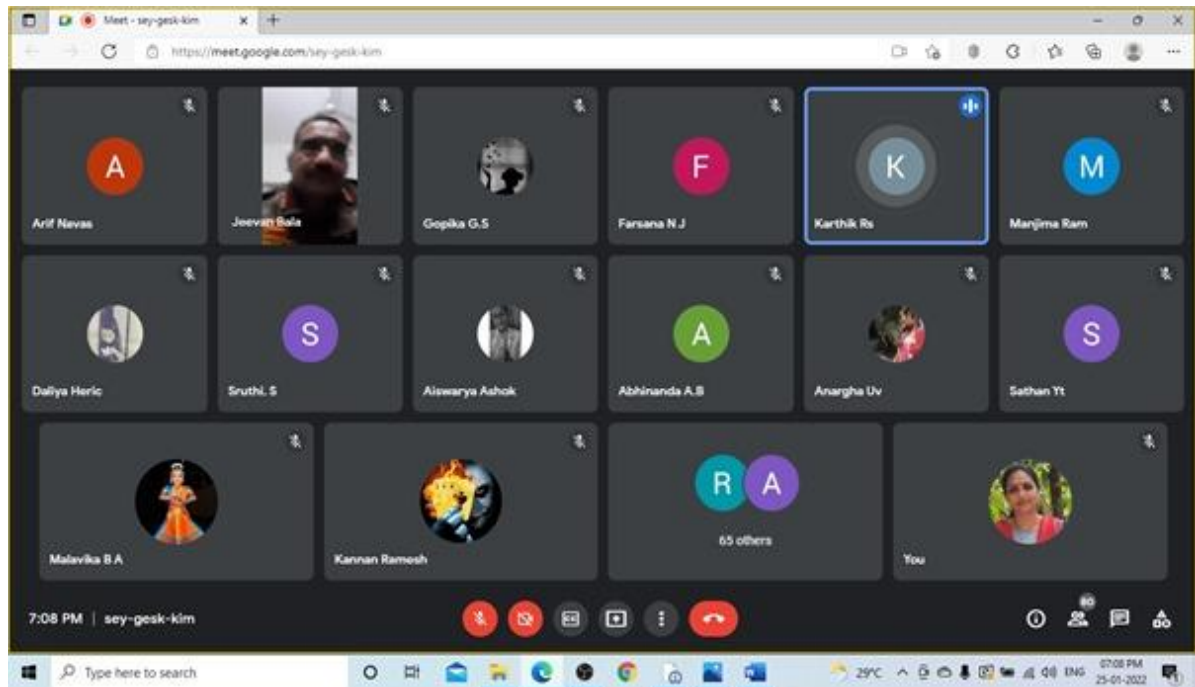 Meet - sey-gesk-kim
https://meet.google.com/sey-gesk-kim
A
F
K
M
Arif Navas
Jeevan Bala
Gopika G.S
Farsana N J
Karthik Rs
Manjima Ram
S
A
S
Daliya Heric
Sruthi. S
Aiswarya Ashok
Abhinanda A.B
Anargha Uv
Sathan Yt
R A
65 others
Malavika B A
Kannan Ramesh
You
7:08 PM | sey-gesk-kim
80
Type here to search
29°C
ENG
07:08 PM
25-01-2022